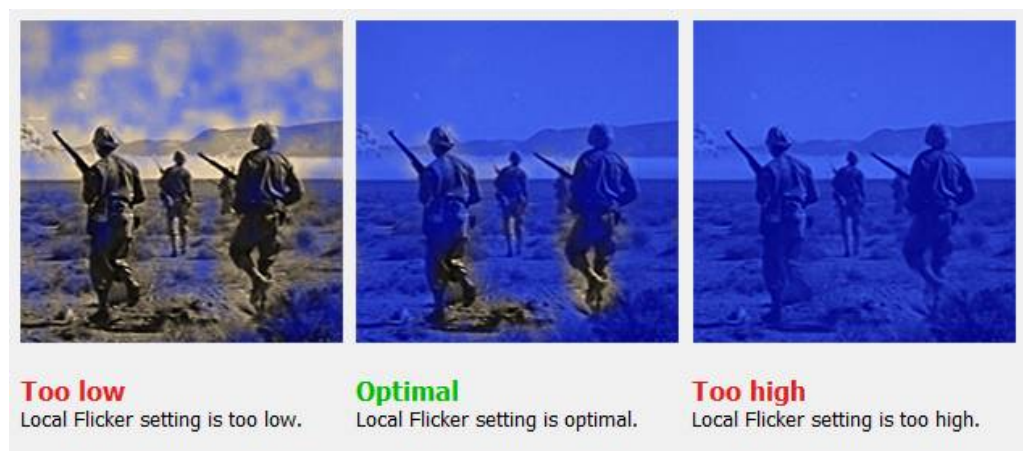 Too low
Local Flicker setting is too low.
Optimal
Local Flicker setting is optimal.
Too high
Local Flicker setting is too high.